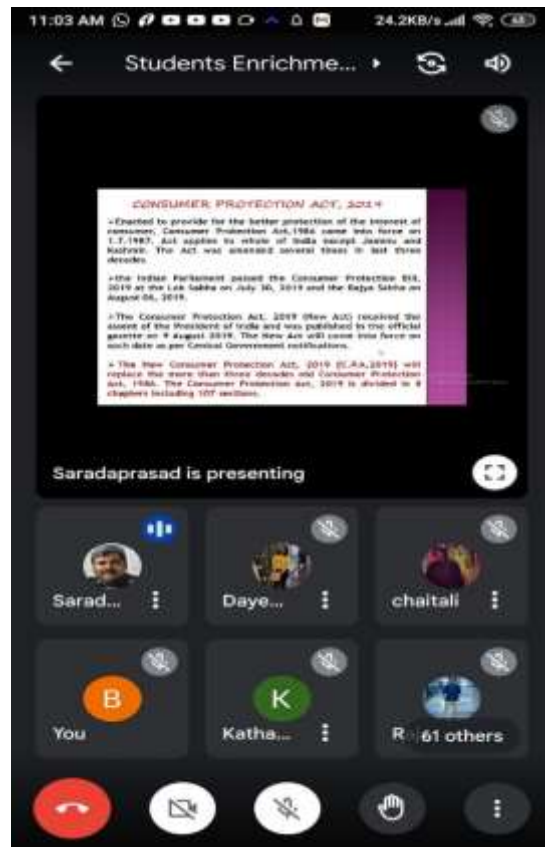 11:03 AM 24.2KB/s 63
Students Enrichme...
CONSUMER PROTECTION ACT, 2019
➢Enacted to provide for the better protection of the interest of
consumer, Consumer Protection Act,1986 came into force on
1.7.1987. Act applies to whole of India except Jammu and
Kashmir. The Act was amended several times in last three
decades.
➢the Indian Parliament passed the Consumer Protection Bill,
2019 at the Lok Sabha on July 30, 2019 and the Rajya Sabha on
August 06, 2019.
➢The Consumer Protection Act, 2019 (New Act) received the
assent of the President of India and was published in the official
gazette on 9 August 2019. The New Act will come into force on
such date as per Central Government notifications.
➢ The New Consumer Protection Act, 2019 [C.P.A,2019] will
replace the more than three decades old Consumer Protection
Act, 1986. The Consumer Protection Act, 2019 is divided in 8
chapters including 107 sections.
Saradaprasad is presenting
Sarad... Daye... chaitali
B K
You Katha... R 61 others